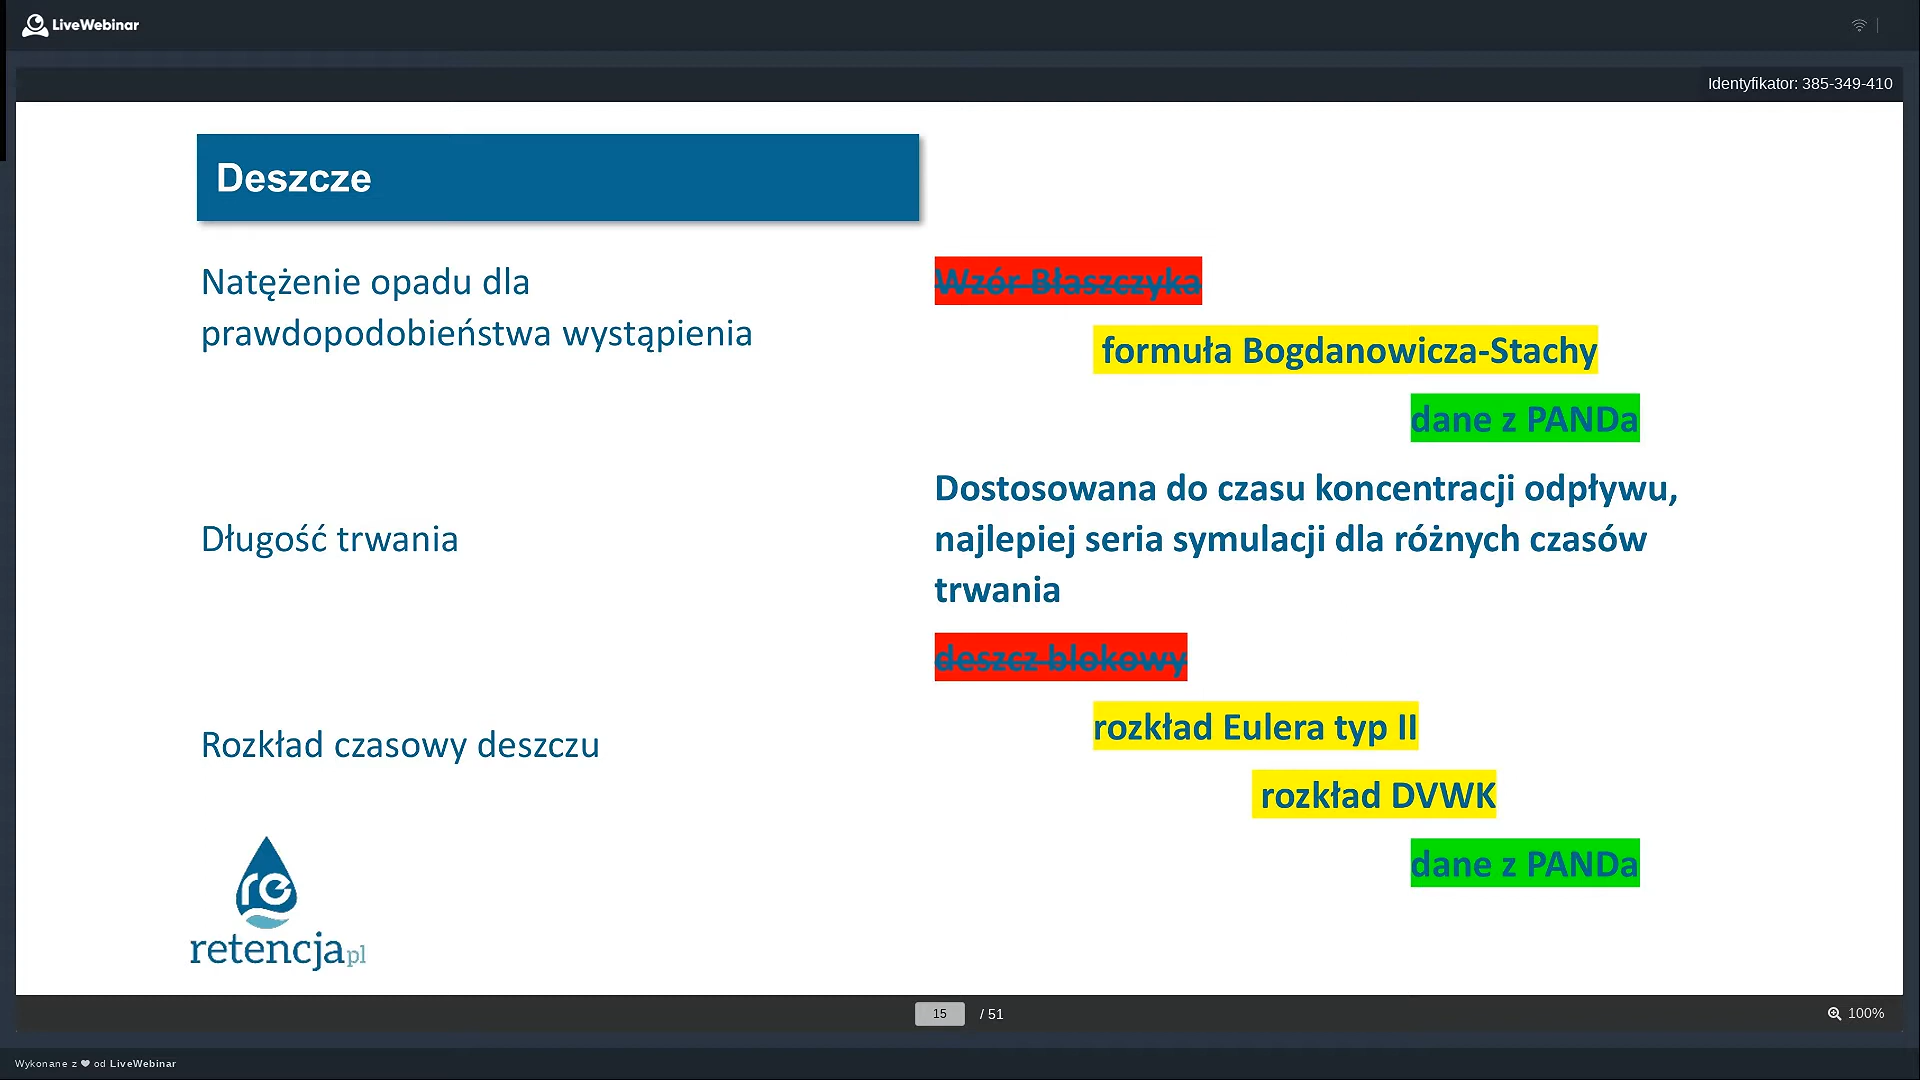 LiveWebinar
Identyfikator: 385-349-410
Deszcze
Natężenie opadu dla
prawdopodobieństwa wystąpienia
Wzór Błaszczyka
formuła Bogdanowicza-Stachy
dane z PANDa
Długość trwania
Dostosowana do czasu koncentracji odpływu,
najlepiej seria symulacji dla różnych czasów
trwania
Rozkład czasowy deszczu
deszcz blokowy
rozkład Eulera typ II
rozkład DVWK
dane z PANDa
re
retencjapl
15 / 51
100%
Wykonane z ❤ od LiveWebinar